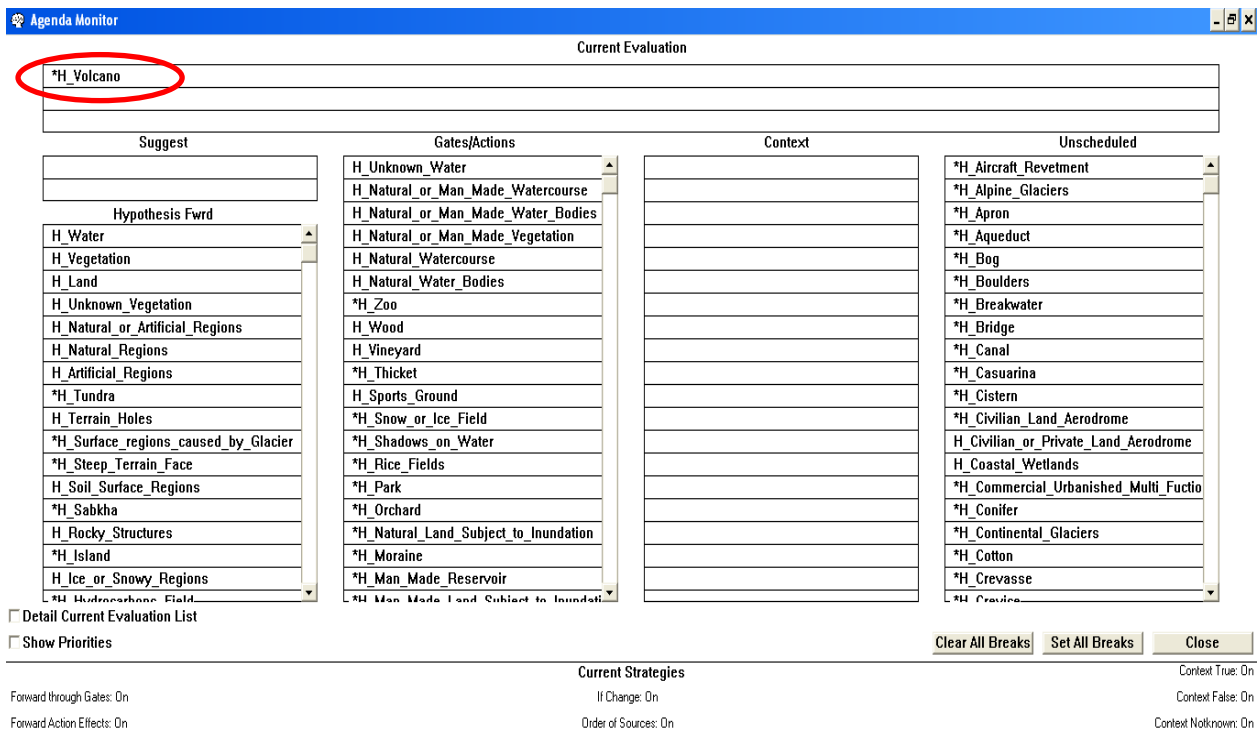 Agenda Monitor
Current Evaluation
*H_Volcano
Suggest
Hypothesis Fwrd
H_Water
H_Vegetation
H_Land
H_Unknown_Vegetation
H_Natural_or_Artificial_Regions
H_Natural_Regions
H_Artificial_Regions
*H_Tundra
H_Terrain_Holes
*H_Surface_regions_caused_by_Glacier
*H_Steep_Terrain_Face
H_Soil_Surface_Regions
*H_Sabkha
H_Rocky_Structures
*H_Island
H_Ice_or_Snowy_Regions
*H_Hydrocarbons_Field
Gates/Actions
H_Unknown_Water
H_Natural_or_Man_Made_Watercourse
H_Natural_or_Man_Made_Water_Bodies
H_Natural_or_Man_Made_Vegetation
H_Natural_Watercourse
H_Natural_Water_Bodies
*H_Zoo
H_Wood
H_Vineyard
*H_Thicket
H_Sports_Ground
*H_Snow_or_Ice_Field
*H_Shadows_on_Water
*H_Rice_Fields
*H_Park
*H_Orchard
*H_Natural_Land_Subject_to_Inundation
*H_Moraine
*H_Man_Made_Reservoir
*H_Man_Made_Land_Subject_to_Inundati
Context
Unscheduled
*H_Aircraft_Revetment
*H_Alpine_Glaciers
*H_Apron
*H_Aqueduct
*H_Bog
*H_Boulders
*H_Breakwater
*H_Bridge
*H_Canal
*H_Casuarina
*H_Cistern
*H_Civilian_Land_Aerodrome
H_Civilian_or_Private_Land_Aerodrome
H_Coastal_Wetlands
*H_Commercial_Urbanished_Multi_Fuctio
*H_Conifer
*H_Continental_Glaciers
*H_Cotton
*H_Crevasse
*H_Crevice
Detail Current Evaluation List
Show Priorities
Clear All Breaks
Set All Breaks
Close
Current Strategies
Context True: On
Forward through Gates: On
If Change: On
Context False: On
Forward Action Effects: On
Order of Sources: On
Context Notknown: On